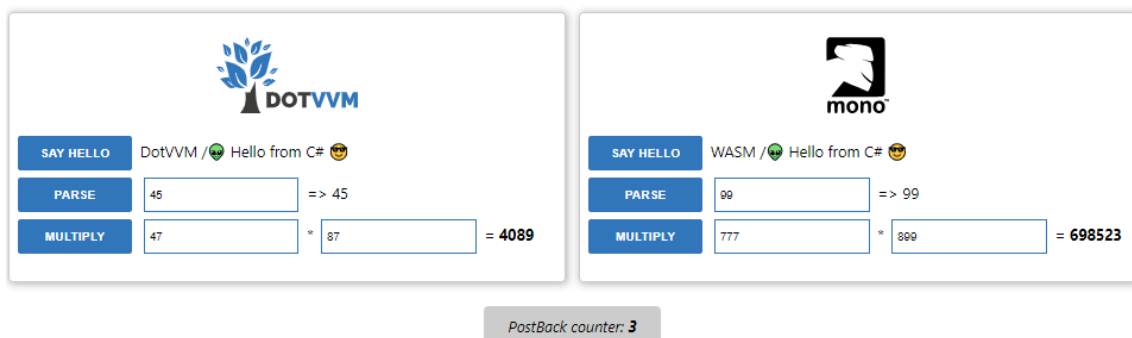 DOTVVM
SAY HELLO DotVVM /👽 Hello from C# 😎
PARSE 45 => 45
MULTIPLY 47 * 87 = 4089
mono™
SAY HELLO WASM /👽 Hello from C# 😎
PARSE 99 => 99
MULTIPLY 777 * 899 = 698523
PostBack counter: 3